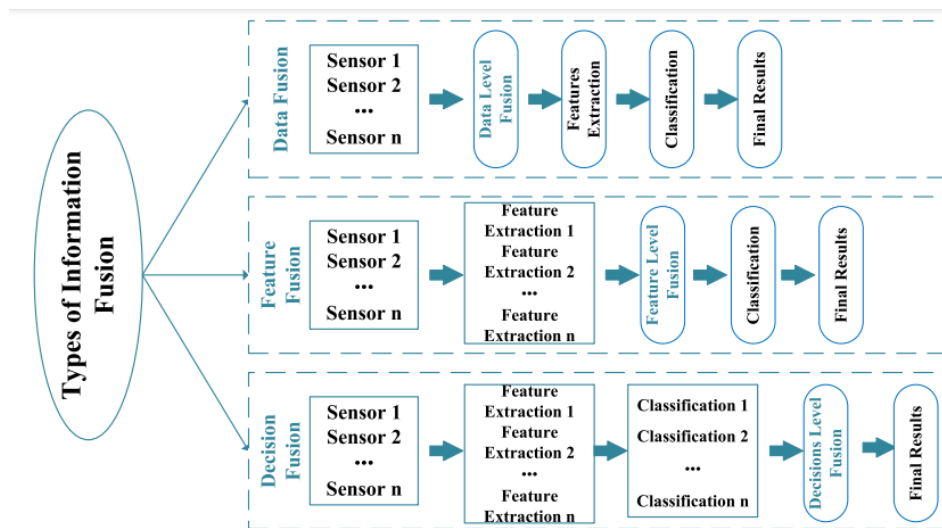 Types of Information
Fusion
Data Fusion
Sensor 1
Sensor 2
...
Sensor n
Data Level
Fusion
Features
Extraction
Classification
Final Results
Feature
Fusion
Sensor 1
Sensor 2
...
Sensor n
Feature
Extraction 1
Feature
Extraction 2
...
Feature
Extraction n
Feature Level
Fusion
Classification
Final Results
Decision
Fusion
Sensor 1
Sensor 2
...
Sensor n
Feature
Extraction 1
Feature
Extraction 2
...
Feature
Extraction n
Classification 1
Classification 2
...
Classification n
Decisions Level
Fusion
Final Results